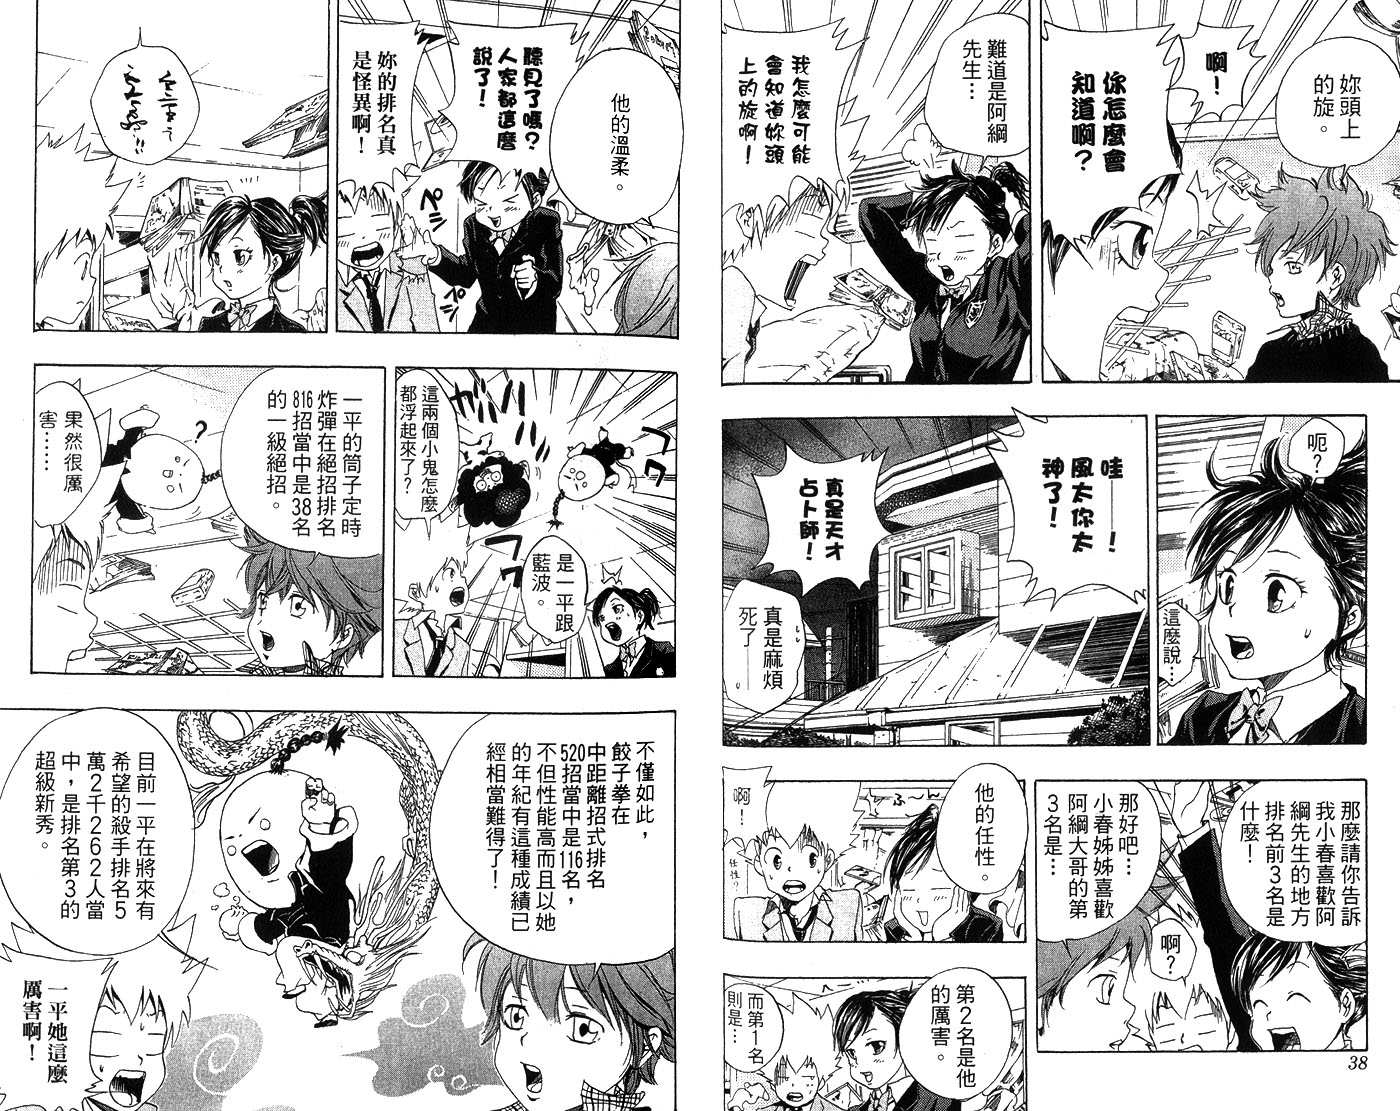 妳頭上
的旋。
啊！
你怎麼會
知道啊？
難道是阿綱
先生…
我怎麼可能
會知道妳頭
上的旋啊！
呃？
這麼說…
哇——！
風太你太
神了！
真是天才
占卜師！
真是麻煩
死了——
那麼請你告訴
我小春喜歡阿
綱先生的地方
排名前3名是
什麼！
啊？
那好吧…
小春姊姊喜歡
阿綱大哥的第
3名是…
他的任性。
啊！
任性？
第2名是他
的厲害。
而第1名
則是…
38
他的溫柔。
聽見了嗎？
人家都這麼
說了！
ペシ
ペシ
妳的排名真
是怪異啊！
這兩個小鬼怎麼
都浮起來了？
是一平跟
藍波。
一平的筒子定時
炸彈在絕招排名
816招當中是38名
的一級絕招。
？
果然很厲
害……
不僅如此，
餃子拳在
中距離招式排名
520招當中是116名，
不但性能高而且以她
的年紀有這種成績已
經相當難得了！
目前一平在將來有
希望的殺手排名5
萬2千262人當
中，是排名第3的
超級新秀。
一平她這麼
厲害啊！